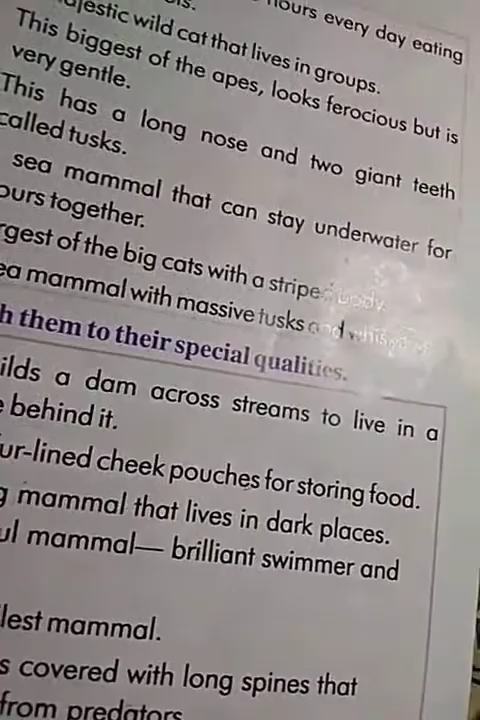 hours every day eating
majestic wild cat that lives in groups.
This biggest of the apes, looks ferocious but is
very gentle.
This has a long nose and two giant teeth
called tusks.
sea mammal that can stay underwater for
ours together.
rgest of the big cats with a striped body.
ea mammal with massive tusks and
h them to their special qualities.
ilds a dam across streams to live in a
e behind it.
ur-lined cheek pouches for storing food.
g mammal that lives in dark places.
ul mammal— brilliant swimmer and
lest mammal.
s covered with long spines that
from predators